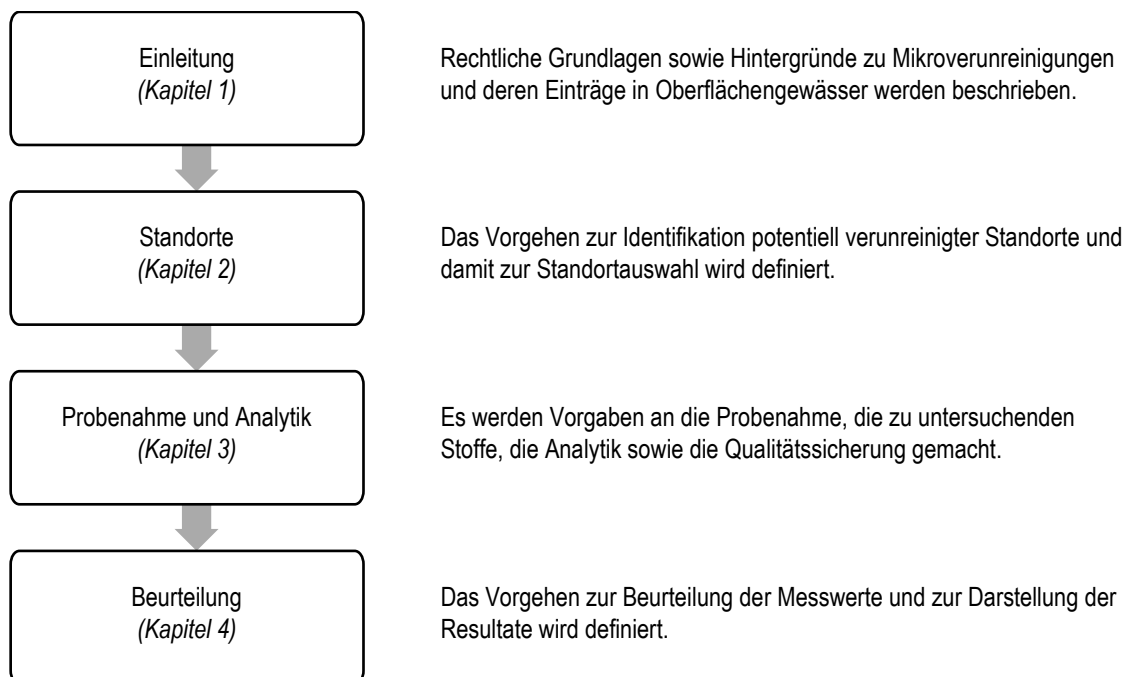 Einleitung
(Kapitel 1)
Rechtliche Grundlagen sowie Hintergründe zu Mikroverunreinigungen
und deren Einträge in Oberflächengewässer werden beschrieben.
Standorte
(Kapitel 2)
Das Vorgehen zur Identifikation potentiell verunreinigter Standorte und
damit zur Standortauswahl wird definiert.
Probenahme und Analytik
(Kapitel 3)
Es werden Vorgaben an die Probenahme, die zu untersuchenden
Stoffe, die Analytik sowie die Qualitätssicherung gemacht.
Beurteilung
(Kapitel 4)
Das Vorgehen zur Beurteilung der Messwerte und zur Darstellung der
Resultate wird definiert.